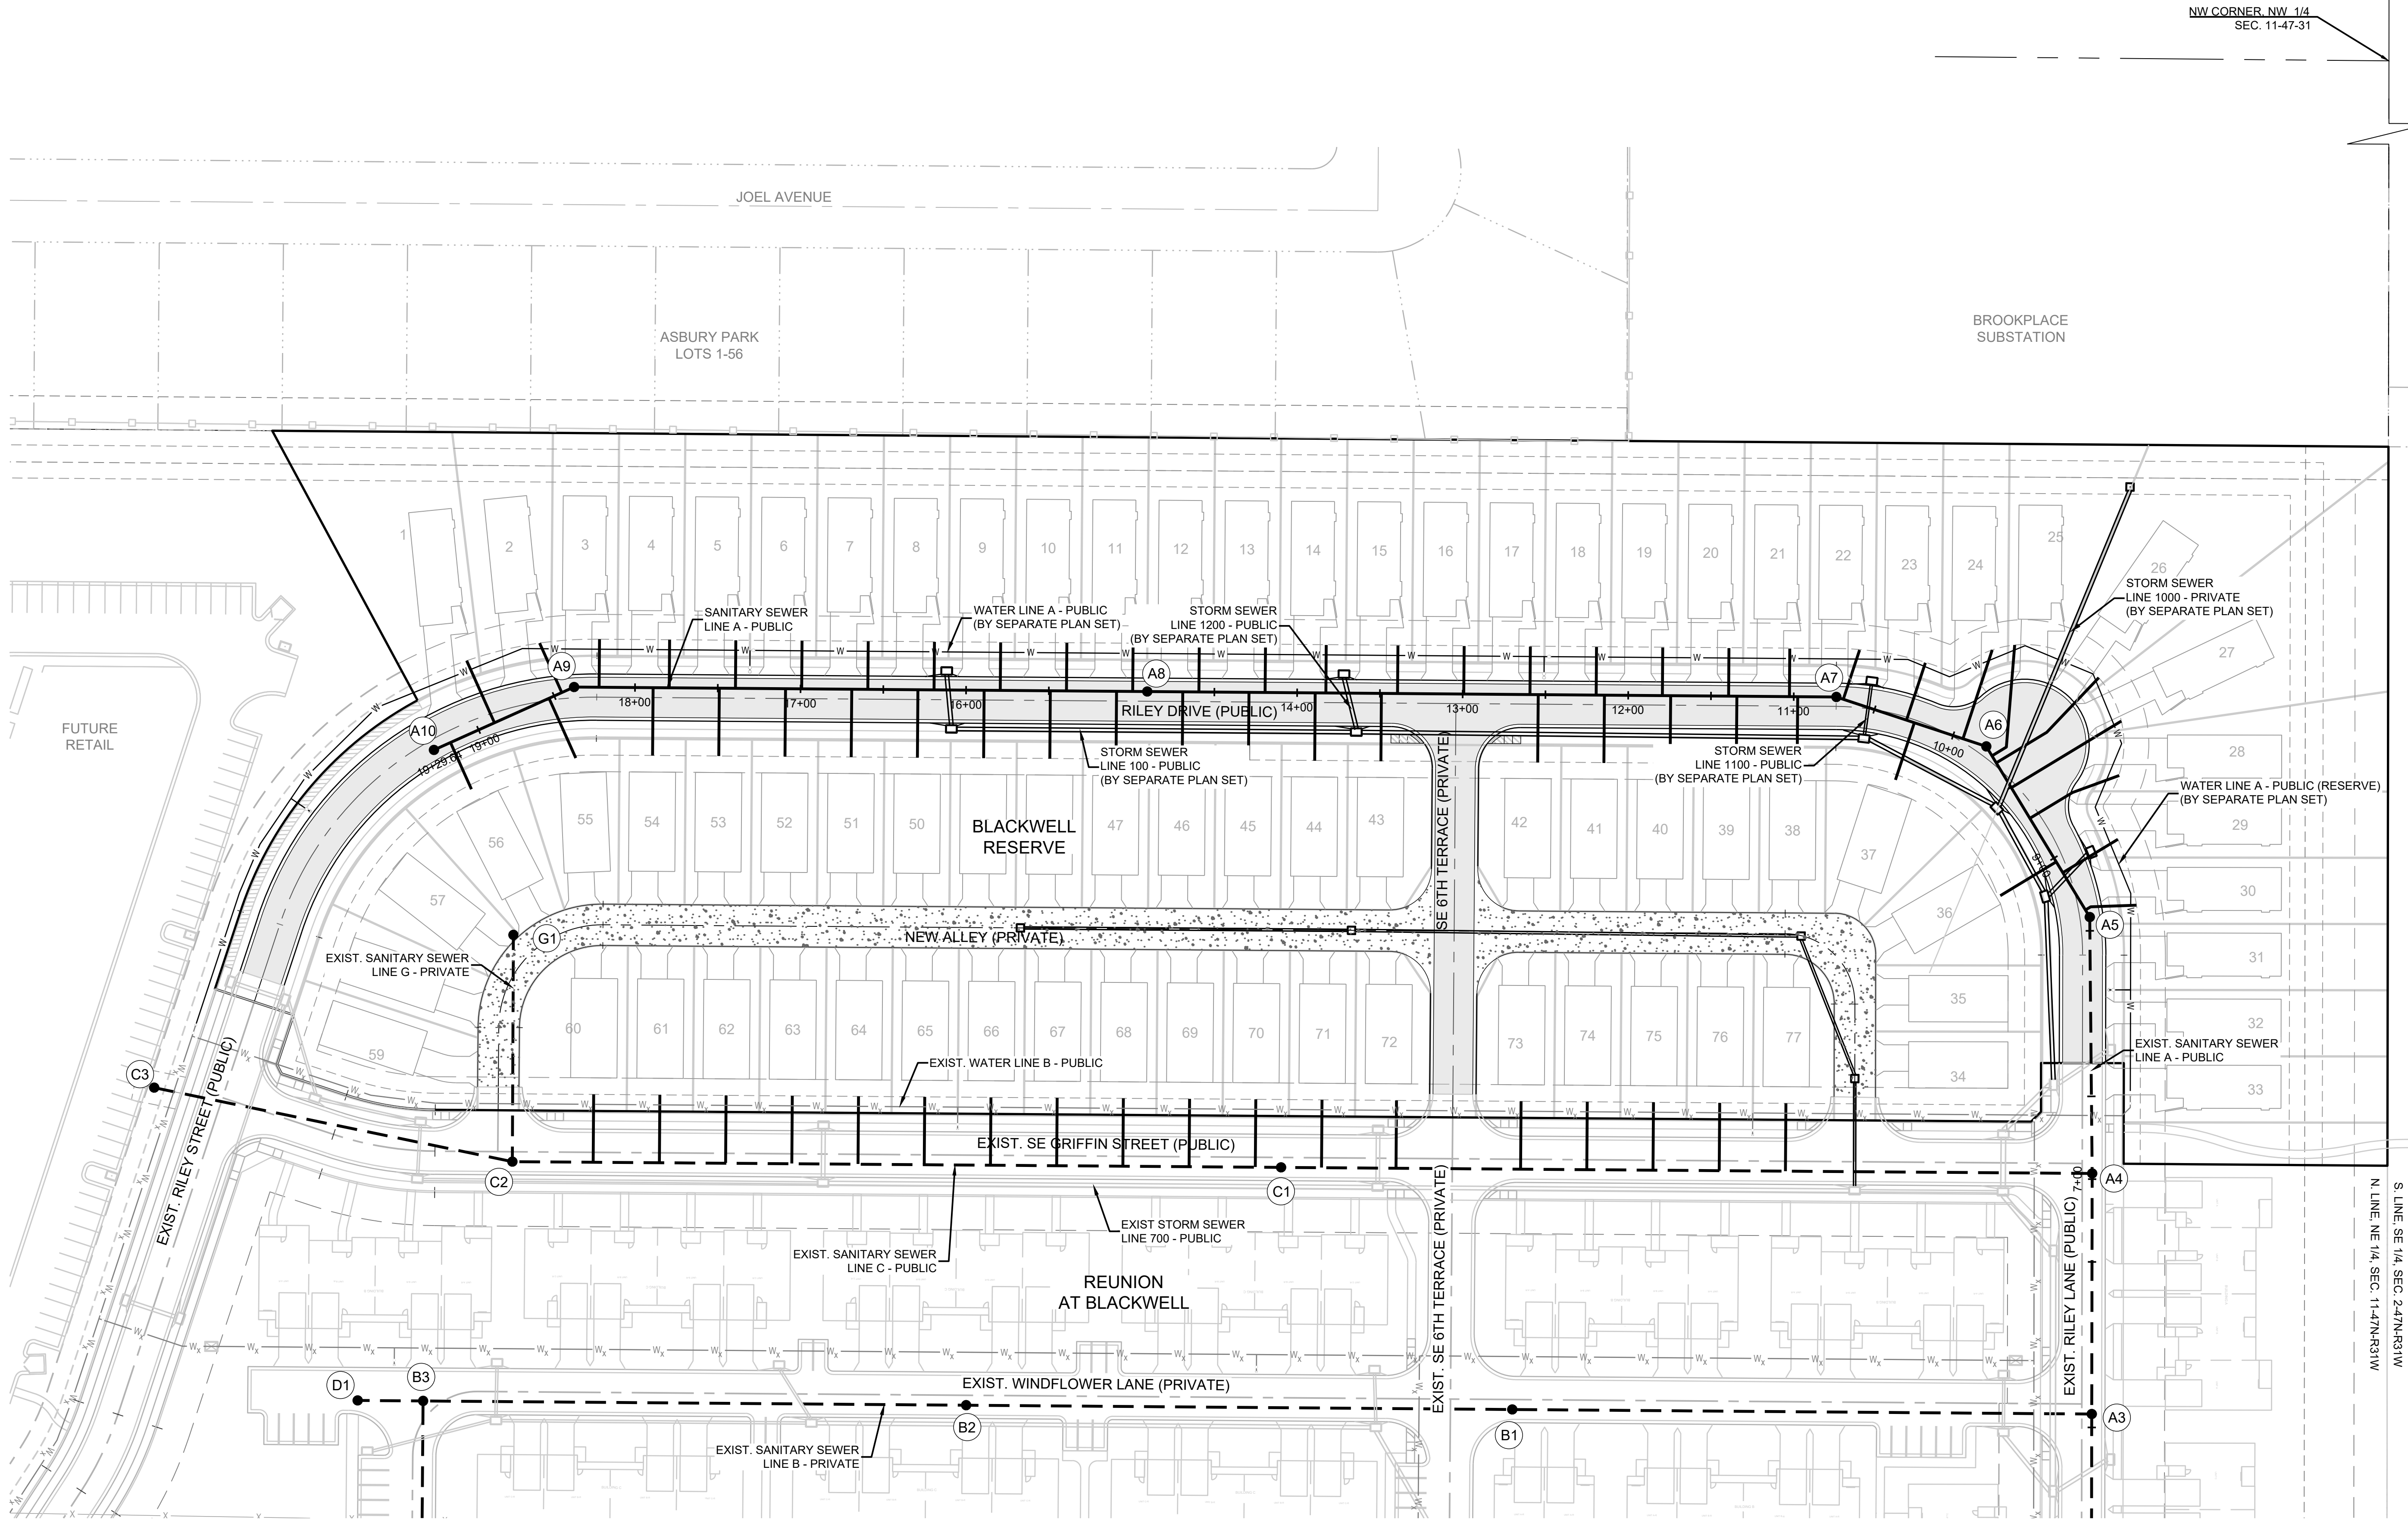 NW CORNER, NW 1/4
SEC. 11-47-31
JOEL AVENUE
ASBURY PARK
LOTS 1-56
BROOKPLACE
SUBSTATION
1
2
3
4
5
6
7
8
9
10
11
12
13
14
15
16
17
18
19
20
21
22
23
24
25
26
27
28
29
30
31
32
33
STORM SEWER
LINE 1000 - PRIVATE
(BY SEPARATE PLAN SET)
SANITARY SEWER
LINE A - PUBLIC
WATER LINE A - PUBLIC
(BY SEPARATE PLAN SET)
STORM SEWER
LINE 1200 - PUBLIC
(BY SEPARATE PLAN SET)
A9
A8
A7
A6
A10
A5
19+29.64
19+00
18+00
17+00
16+00
14+00
13+00
12+00
11+00
10+00
9+00
RILEY DRIVE (PUBLIC)
FUTURE
RETAIL
STORM SEWER
LINE 100 - PUBLIC
(BY SEPARATE PLAN SET)
STORM SEWER
LINE 1100 - PUBLIC
(BY SEPARATE PLAN SET)
WATER LINE A - PUBLIC (RESERVE)
(BY SEPARATE PLAN SET)
SE 6TH TERRACE (PRIVATE)
BLACKWELL
RESERVE
57
56
55
54
53
52
51
50
47
46
45
44
43
42
41
40
39
38
37
36
35
34
G1
NEW ALLEY (PRIVATE)
EXIST. SANITARY SEWER
LINE G - PRIVATE
59
60
61
62
63
64
65
66
67
68
69
70
71
72
73
74
75
76
77
EXIST. SANITARY SEWER
LINE A - PUBLIC
EXIST. WATER LINE B - PUBLIC
C3
EXIST. RILEY STREET (PUBLIC)
EXIST. SE GRIFFIN STREET (PUBLIC)
C2
C1
7+00
A4
EXIST STORM SEWER
LINE 700 - PUBLIC
EXIST. SANITARY SEWER
LINE C - PUBLIC
REUNION
AT BLACKWELL
EXIST. SE 6TH TERRACE (PRIVATE)
EXIST. RILEY LANE (PUBLIC)
N. LINE, NE 1/4, SEC. 11-47N-R31W
S. LINE, SE 1/4, SEC. 2-47N-R31W
D1
B3
EXIST. WINDFLOWER LANE (PRIVATE)
B2
B1
A3
EXIST. SANITARY SEWER
LINE B - PRIVATE